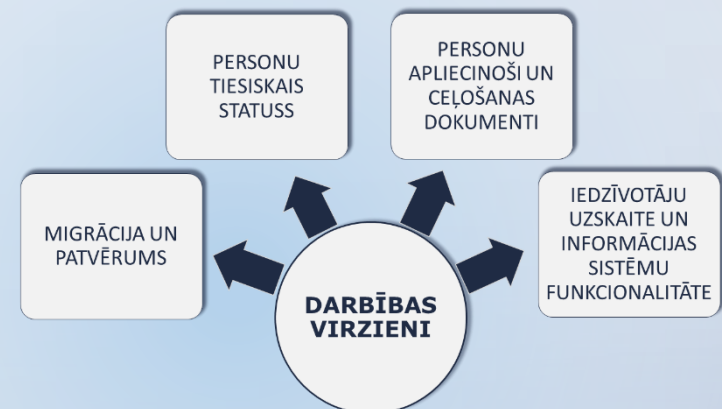 PERSONU
TIESISKAIS
STATUSS
PERSONU
APLIECINOŠI UN
CEĻOŠANAS
DOKUMENTI
MIGRĀCIJA UN
PATVĒRUMS
IEDZĪVOTĀJU
UZSKAITE UN
INFORMĀCIJAS
SISTĒMU
FUNKCIONALITĀTE
DARBĪBAS
VIRZIENI